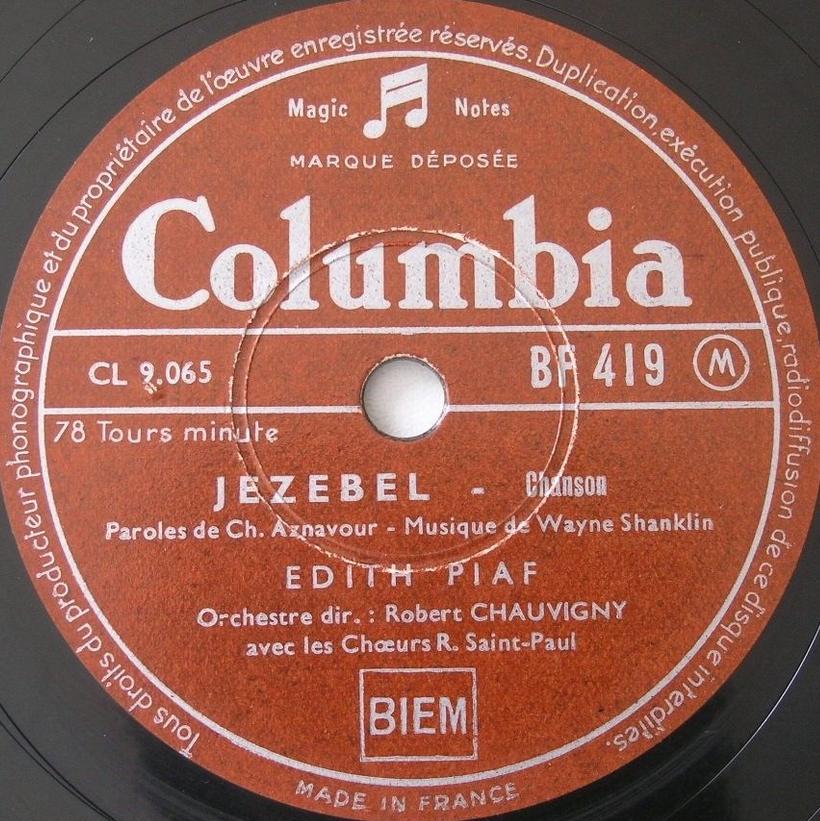 Tous droits du producteur phonographique et du propriétaire de l'œuvre enregistrée réservés. Duplication, exécution publique, radiodiffusion de ce disque interdites.
Magic Notes
MARQUE DÉPOSÉE
Columbia
CL 9.065 BF 419 M
78 Tours minute
JEZEBEL - Chanson
Paroles de Ch. Aznavour - Musique de Wayne Shanklin
EDITH PIAF
Orchestre dir. : Robert CHAUVIGNY
avec les Chœurs R. Saint-Paul
BIEM
MADE IN FRANCE